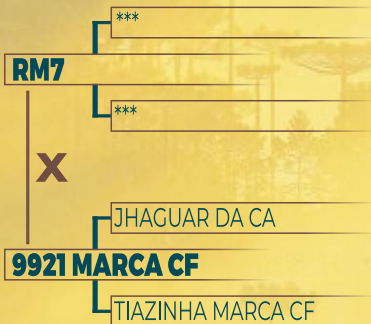 ***
RM7
***
X
JHAGUAR DA CA
9921 MARCA CF
TIAZINHA MARCA CF